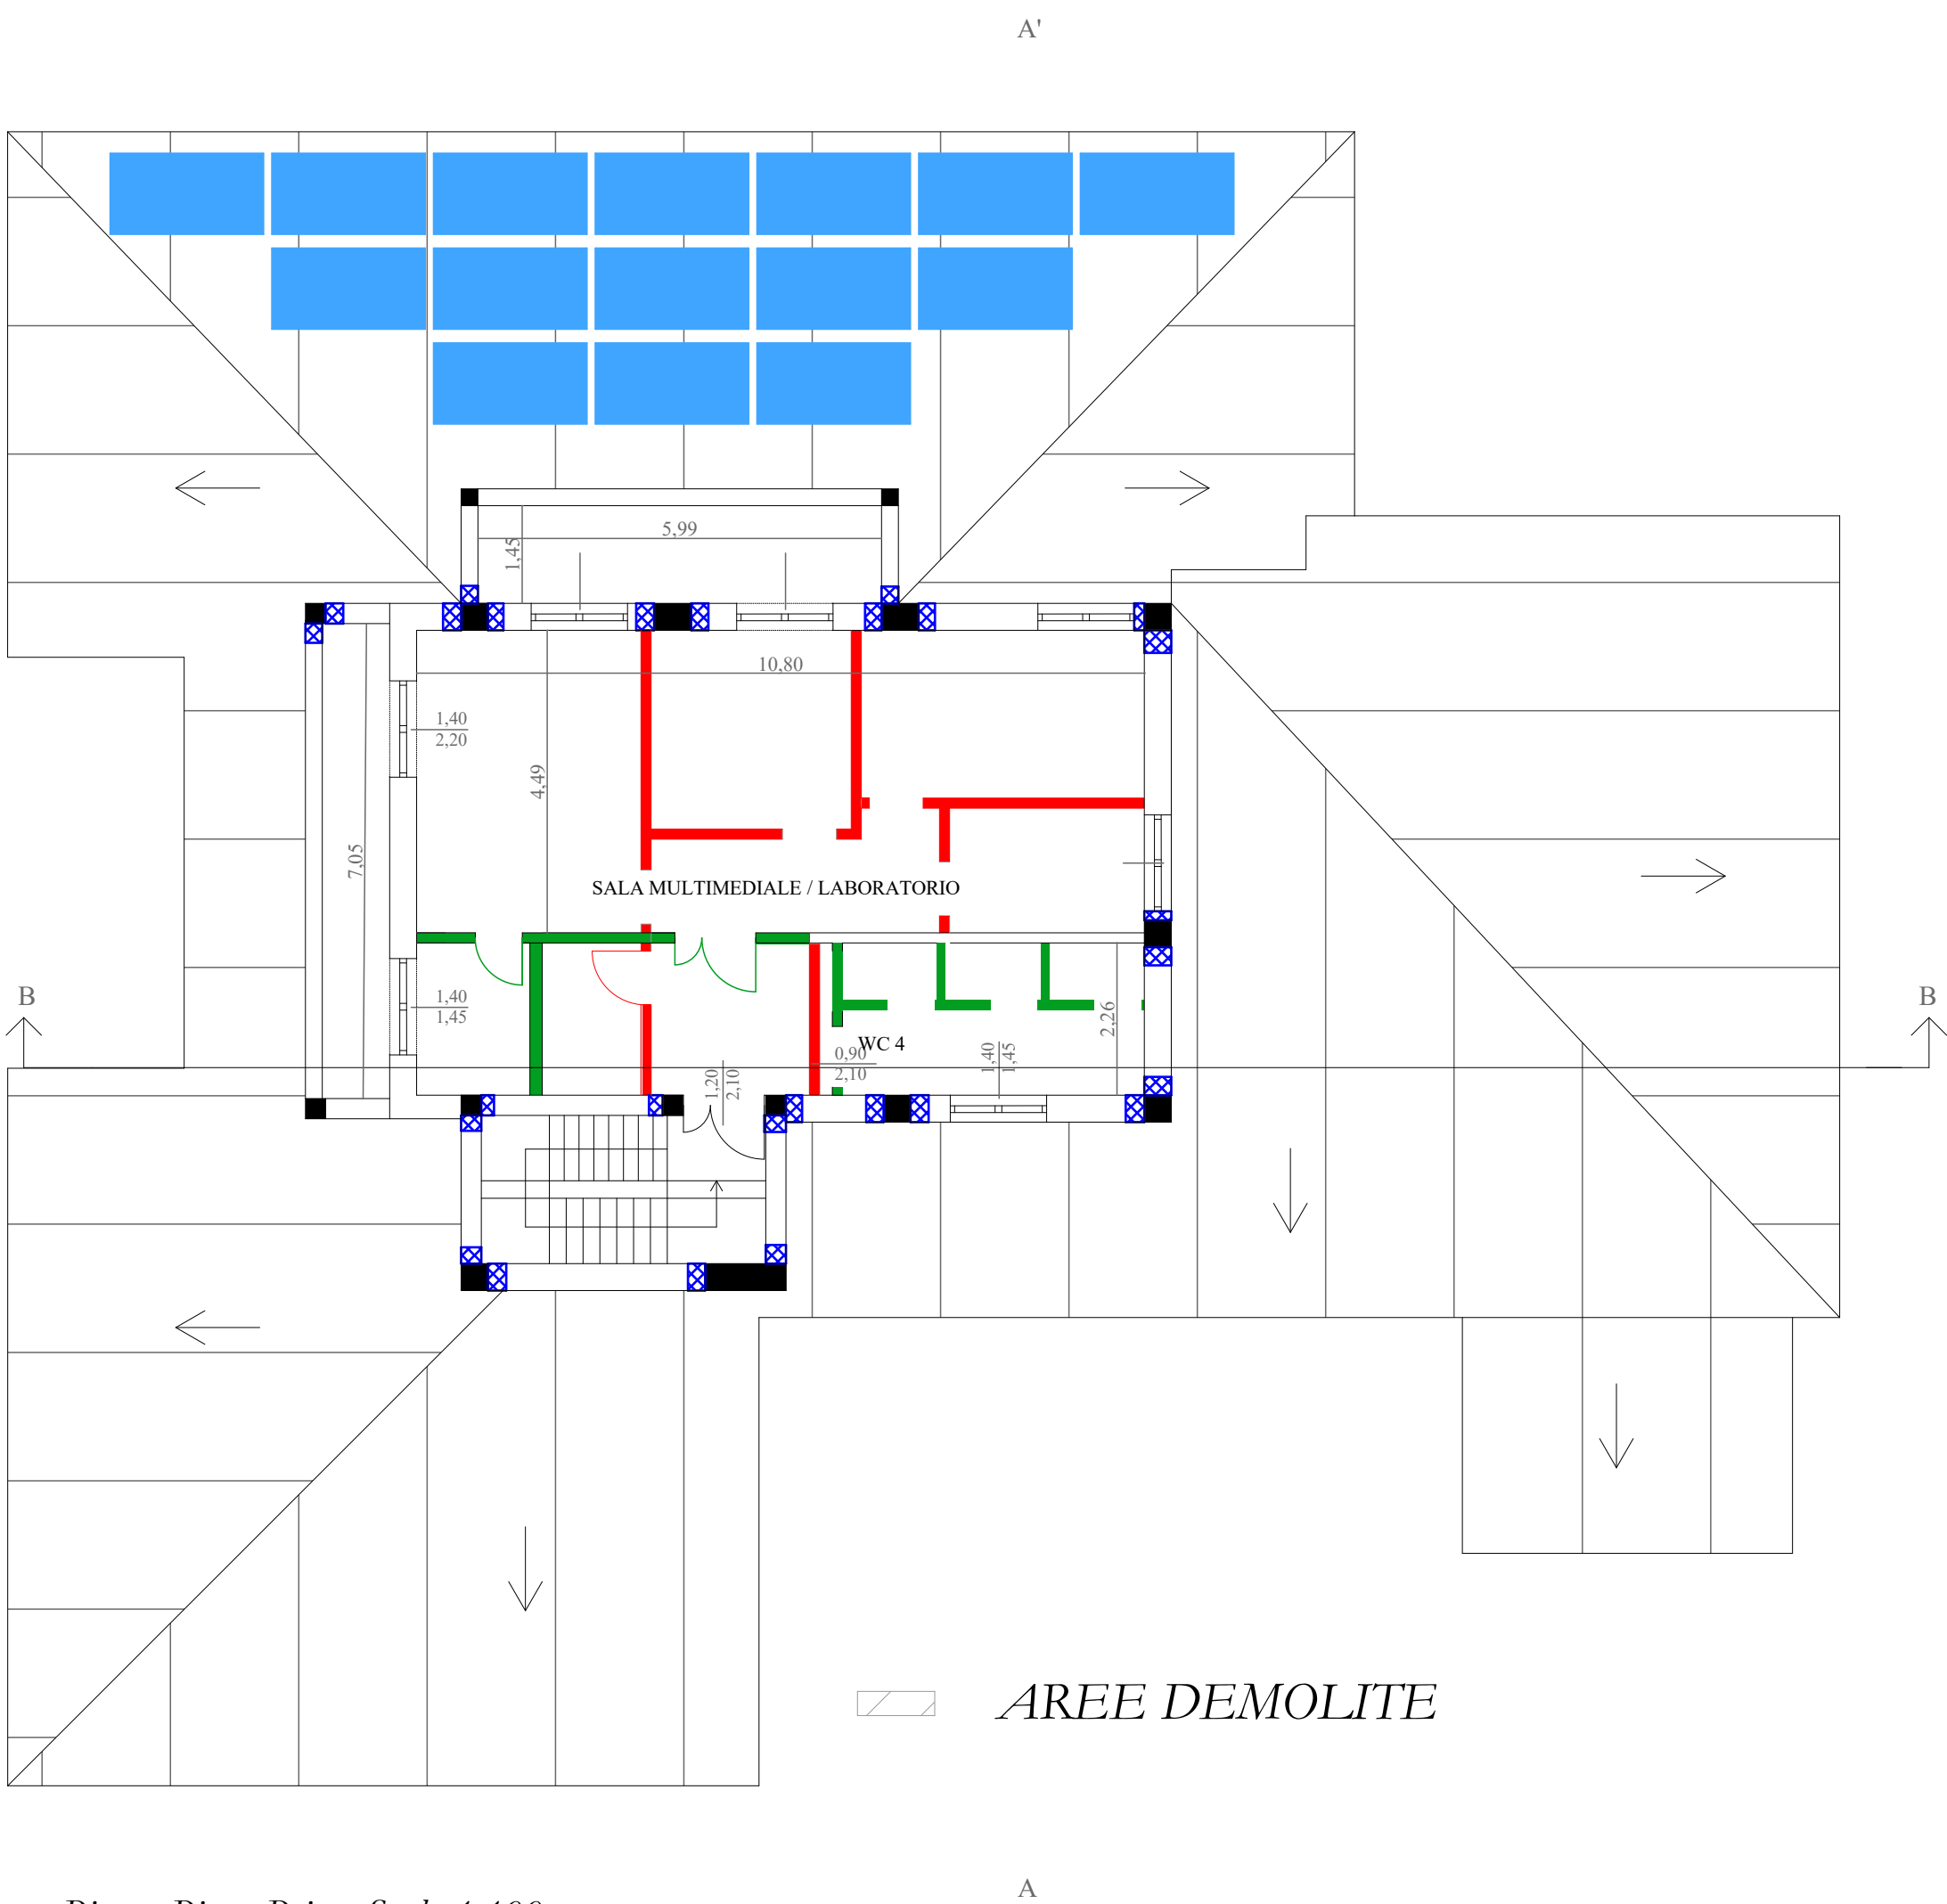 A'
5,99
1,45
10,80
1,40
2,20
4,49
7,05
SALA MULTIMEDIALE / LABORATORIO
B
B
1,40
1,45
2,26
WC 4
0,90
2,10
1,40
1,45
1,20
2,10
AREE DEMOLITE
A